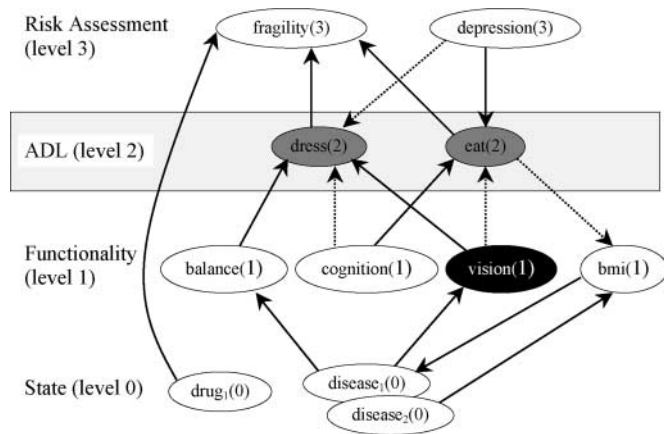 Risk Assessment
(level 3)
fragility(3)
depression(3)
ADL (level 2)
dress(2)
eat(2)
Functionality
(level 1)
balance(1)
cognition(1)
vision(1)
bmi(1)
State (level 0)
drug₁(0)
disease₁(0)
disease₂(0)